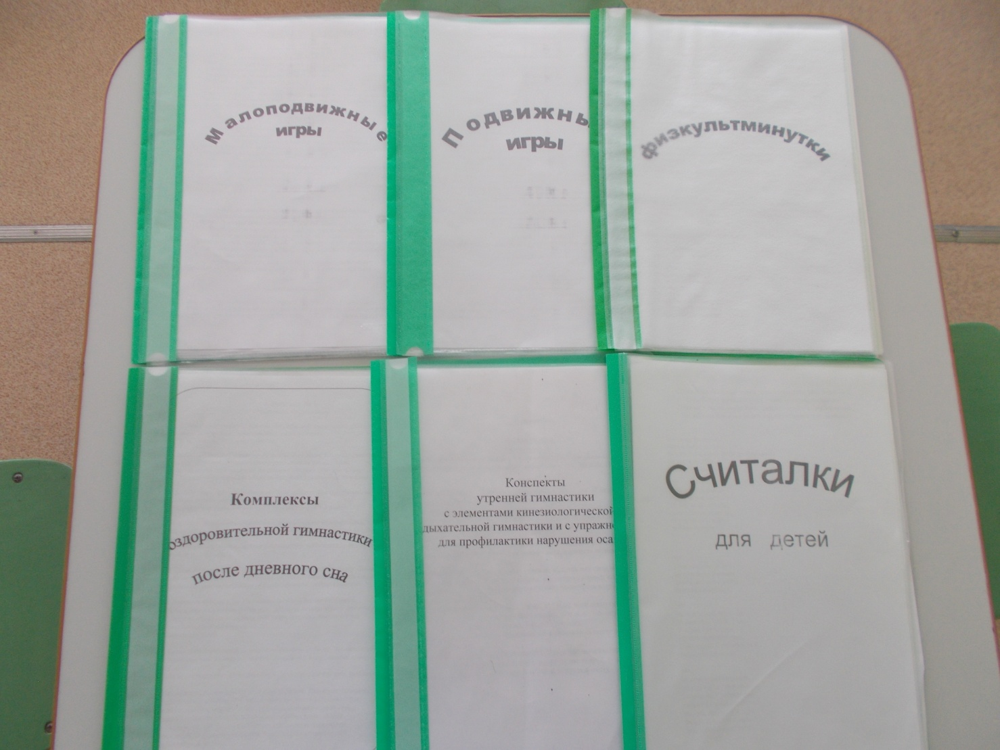 Малоподвижные
игры
Подвижны
игры
физкультминутки
Комплексы
оздоровительной гимнастики
после дневного сна
Конспекты
утренней гимнастики
с элементами кинезиологической
дыхательной гимнастики и с упражн
для профилактики нарушения оса
Считалки
для детей